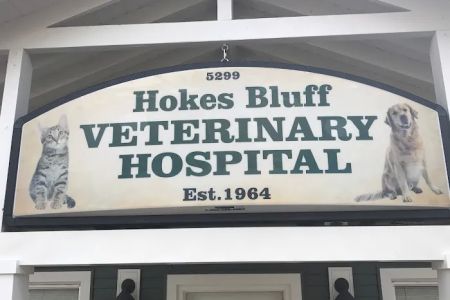 5299
Hokes Bluff
VETERINARY
HOSPITAL
Est.1964